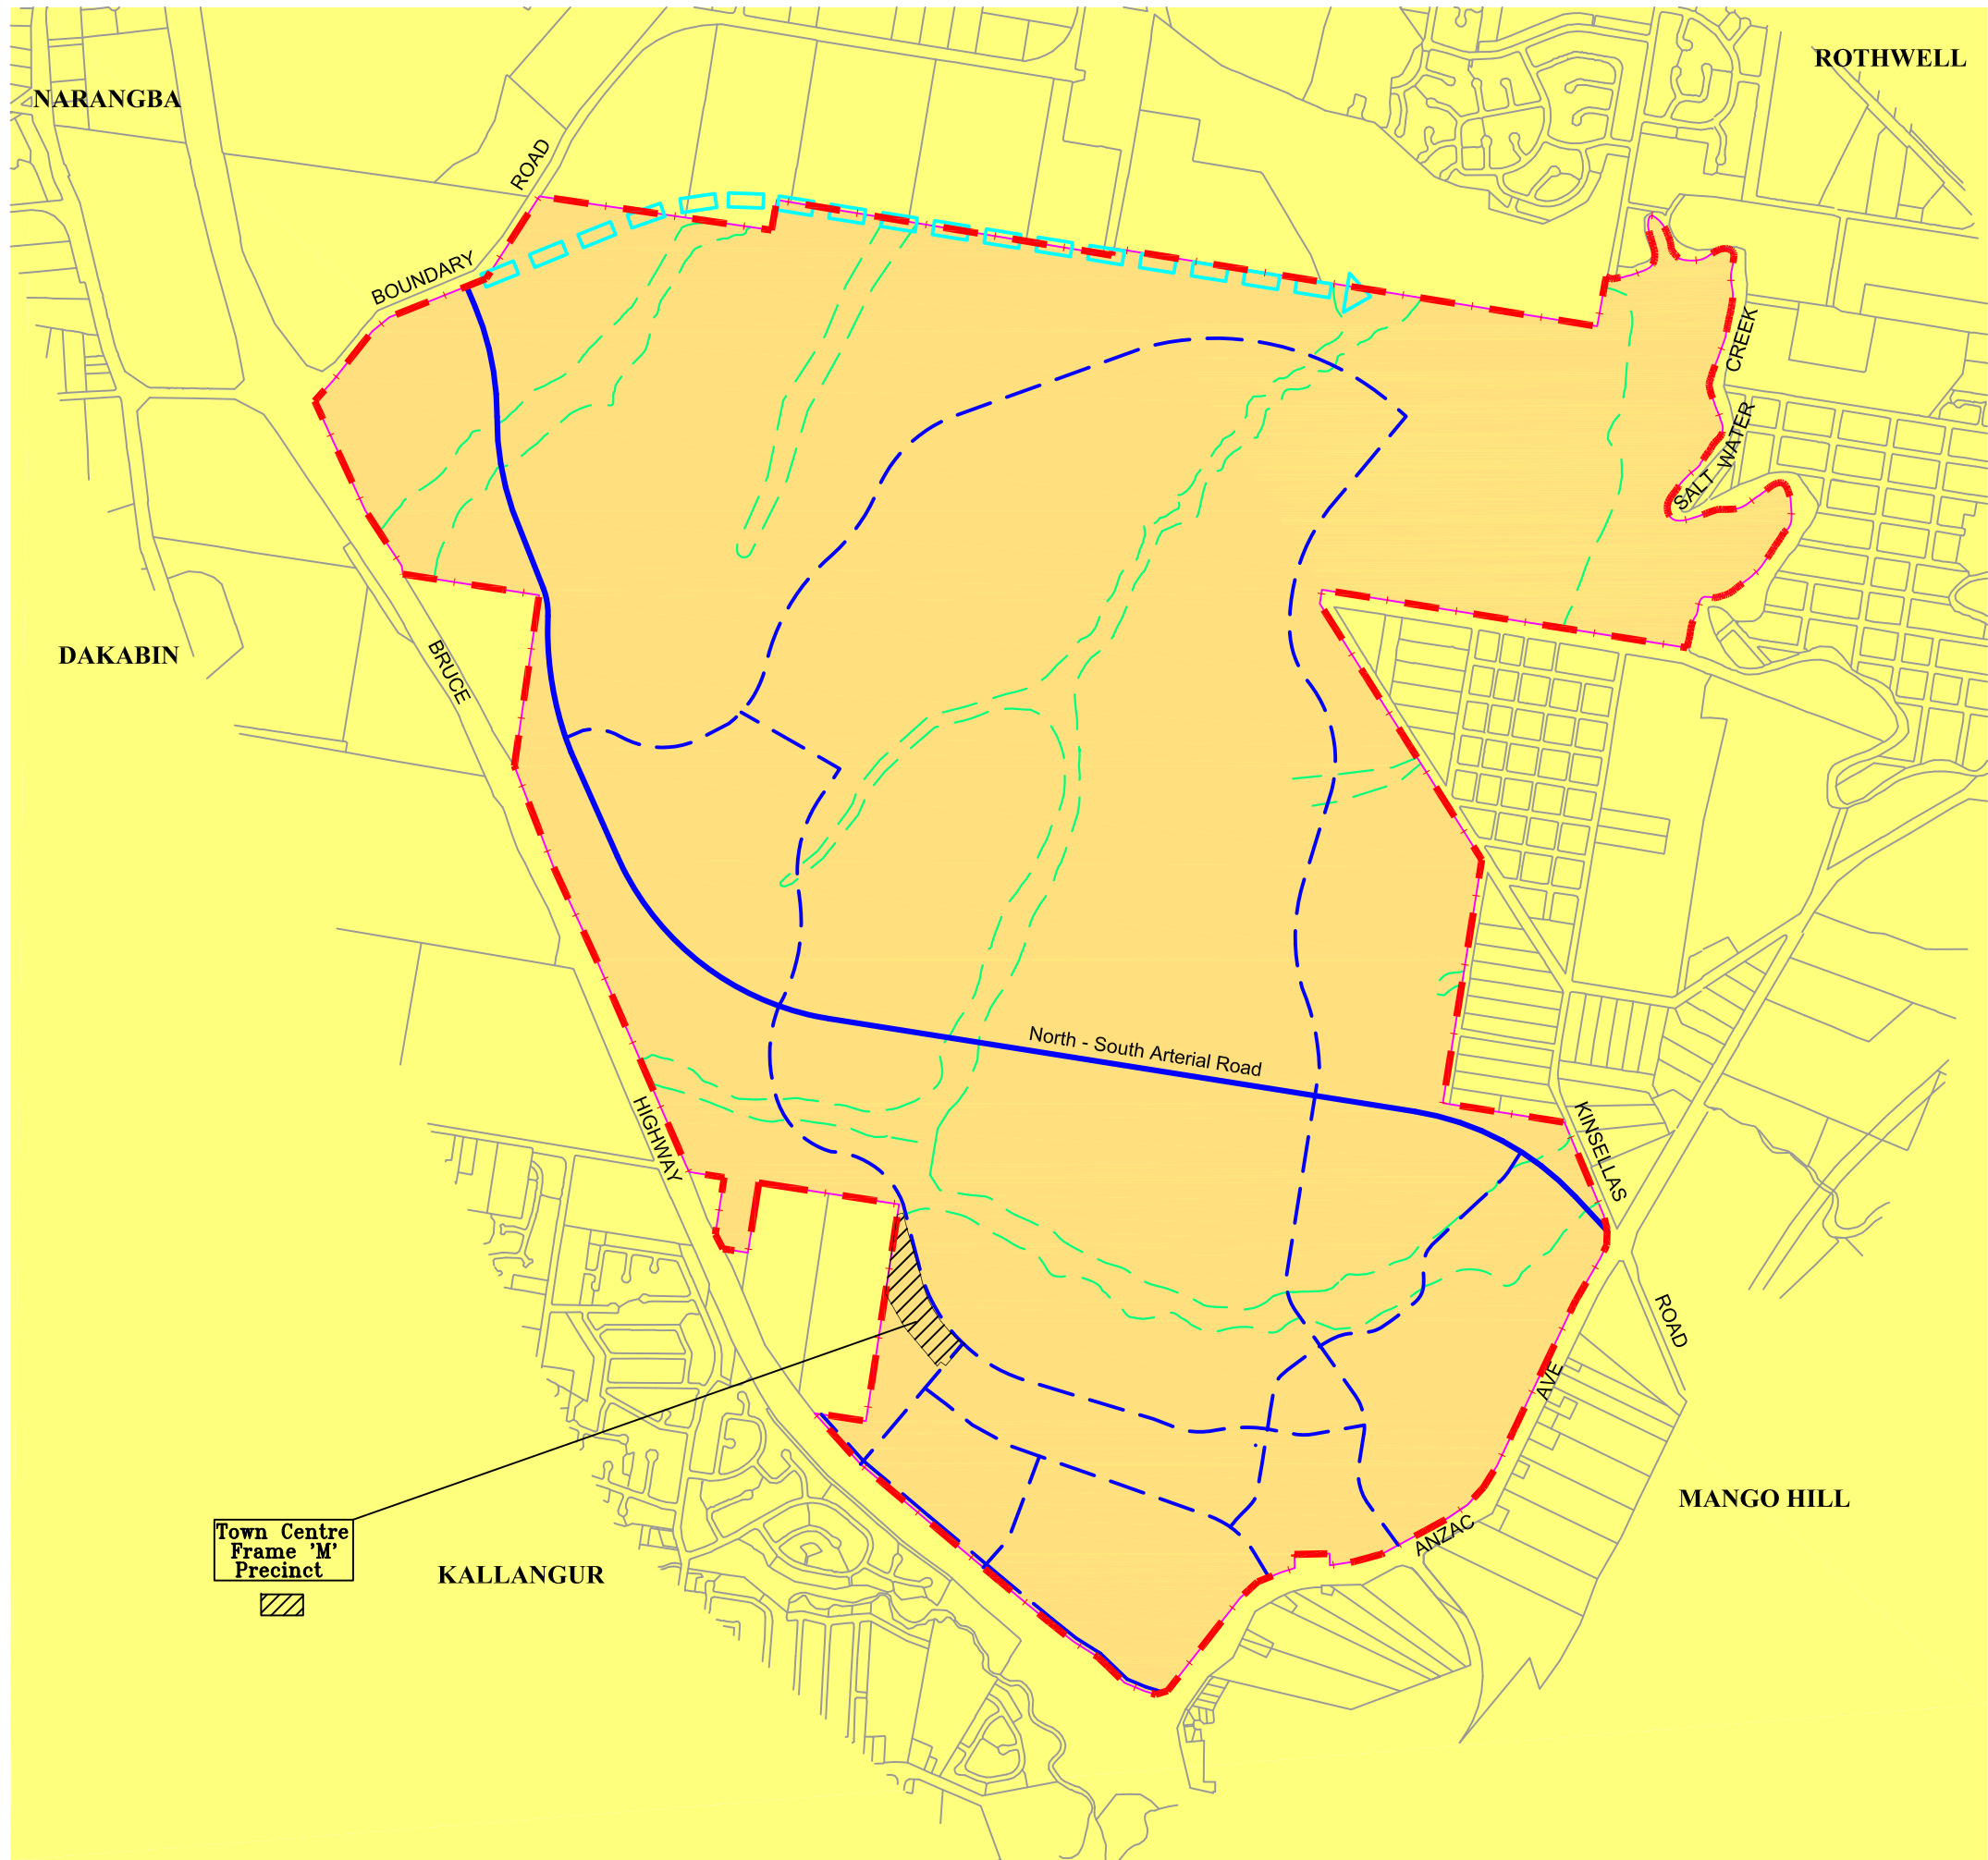 ROTHWELL
NARANGBA
ROAD
BOUNDARY
CREEK
SALT WATER
DAKABIN
BRUCE
North - South Arterial Road
HIGHWAY
KINSELLAS
ROAD
AVE
ANZAC
MANGO HILL
Town Centre
Frame 'M'
Precinct
KALLANGUR